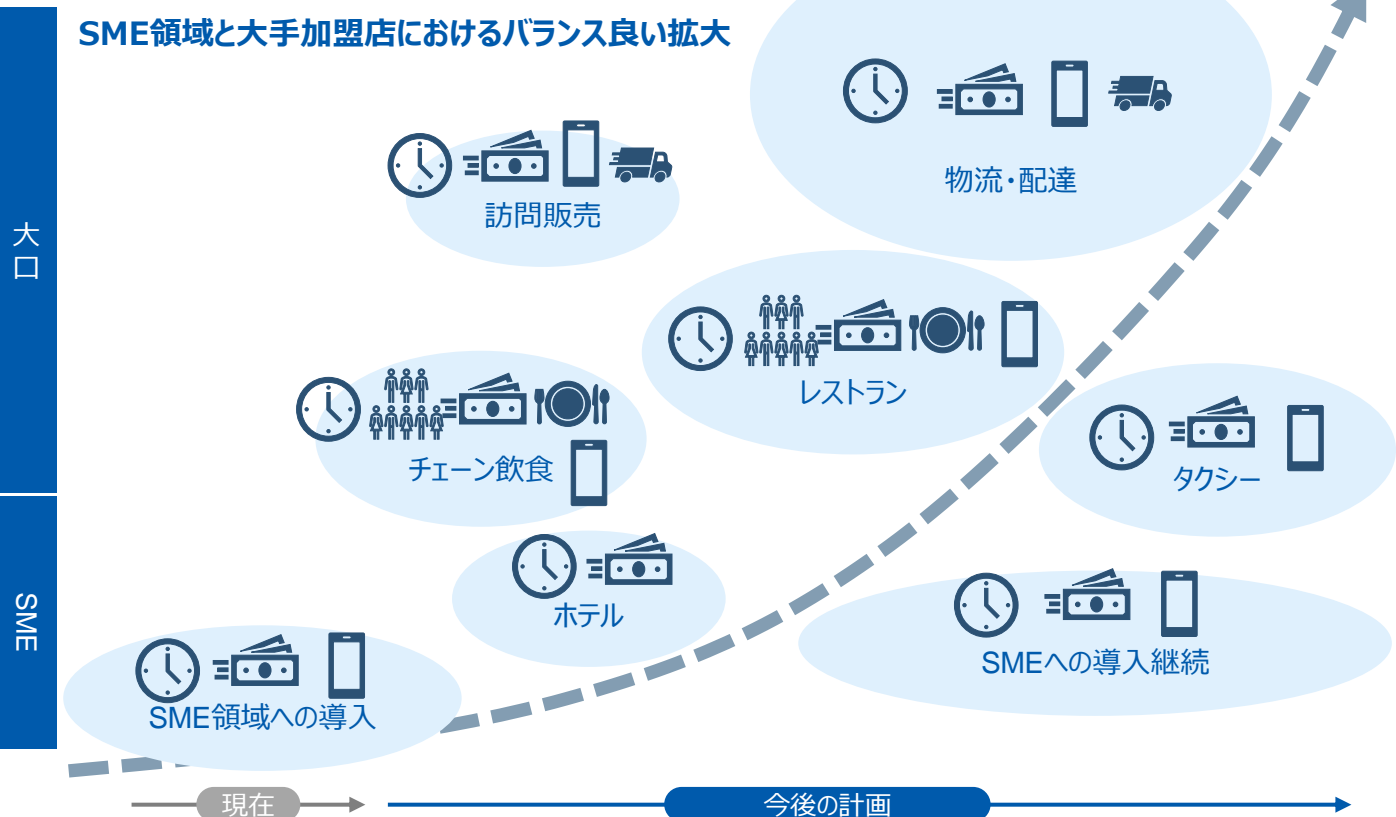 SME領域と大手加盟店におけるバランス良い拡大
大口
物流・配達
訪問販売
レストラン
チェーン飲食
タクシー
SME
ホテル
SMEへの導入継続
SME領域への導入
現在
今後の計画